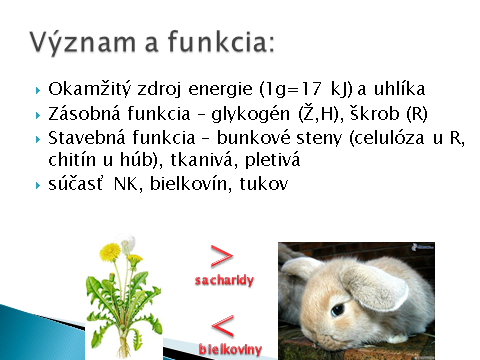 Význam a funkcia:
Okamžitý zdroj energie (1g=17 kJ) a uhlíka
Zásobná funkcia – glykogén (Ž,H), škrob (R)
Stavebná funkcia – bunkové steny (celulóza u R,
chitín u húb), tkanivá, pletivá
súčasť NK, bielkovín, tukov
>
sacharidy
<
bielkoviny